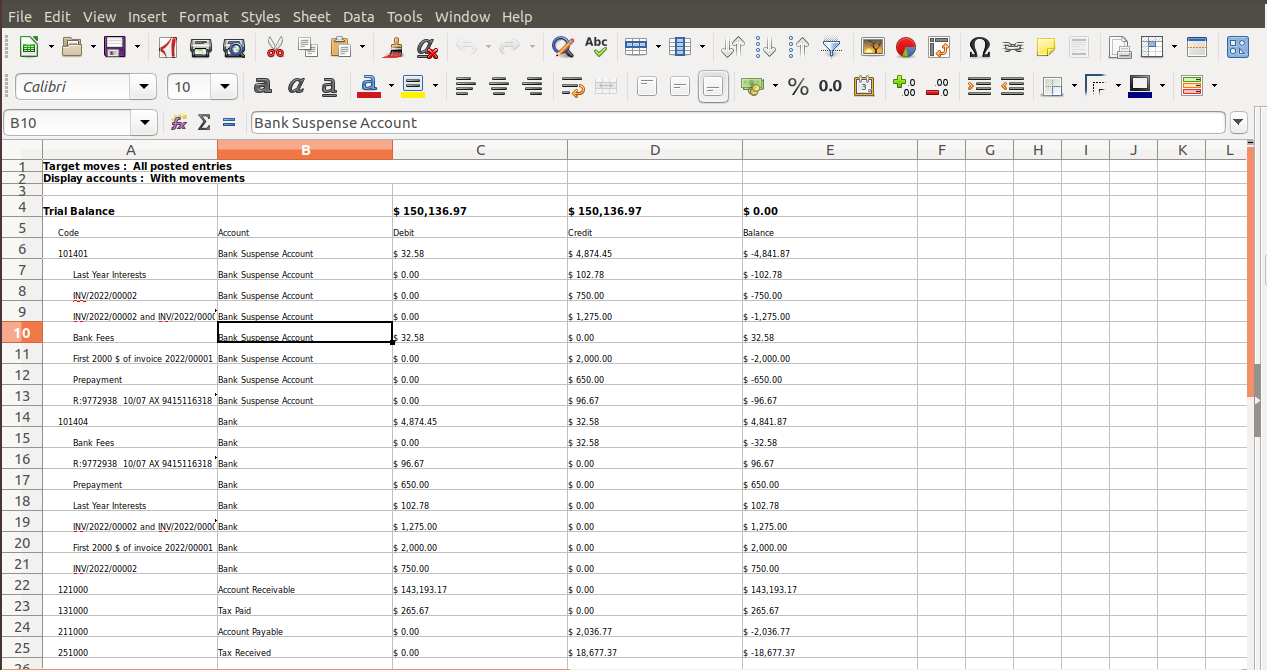 File Edit View Insert Format Styles Sheet Data Tools Window Help
Abc
Calibri 10 a a a a % 0.0
B10 Bank Suspense Account
A B C D E F G H I J K L
1 Target moves : All posted entries
2 Display accounts : With movements
3
4 Trial Balance $ 150,136.97 $ 150,136.97 $ 0.00
5 Code Account Debit Credit Balance
6 101401 Bank Suspense Account $ 32.58 $ 4,874.45 $ -4,841.87
7 Last Year Interests Bank Suspense Account $ 0.00 $ 102.78 $ -102.78
8 INV/2022/00002 Bank Suspense Account $ 0.00 $ 750.00 $ -750.00
9 INV/2022/00002 and INV/2022/000 Bank Suspense Account $ 0.00 $ 1,275.00 $ -1,275.00
10 Bank Fees Bank Suspense Account $ 32.58 $ 0.00 $ 32.58
11 First 2000 $ of invoice 2022/00001 Bank Suspense Account $ 0.00 $ 2,000.00 $ -2,000.00
12 Prepayment Bank Suspense Account $ 0.00 $ 650.00 $ -650.00
13 R:9772938 10/07 AX 9415116318 Bank Suspense Account $ 0.00 $ 96.67 $ -96.67
14 101404 Bank $ 4,874.45 $ 32.58 $ 4,841.87
15 Bank Fees Bank $ 0.00 $ 32.58 $ -32.58
16 R:9772938 10/07 AX 9415116318 Bank $ 96.67 $ 0.00 $ 96.67
17 Prepayment Bank $ 650.00 $ 0.00 $ 650.00
18 Last Year Interests Bank $ 102.78 $ 0.00 $ 102.78
19 INV/2022/00002 and INV/2022/000 Bank $ 1,275.00 $ 0.00 $ 1,275.00
20 First 2000 $ of invoice 2022/00001 Bank $ 2,000.00 $ 0.00 $ 2,000.00
21 INV/2022/00002 Bank $ 750.00 $ 0.00 $ 750.00
22 121000 Account Receivable $ 143,193.17 $ 0.00 $ 143,193.17
23 131000 Tax Paid $ 265.67 $ 0.00 $ 265.67
24 211000 Account Payable $ 0.00 $ 2,036.77 $ -2,036.77
25 251000 Tax Received $ 0.00 $ 18,677.37 $ -18,677.37
26